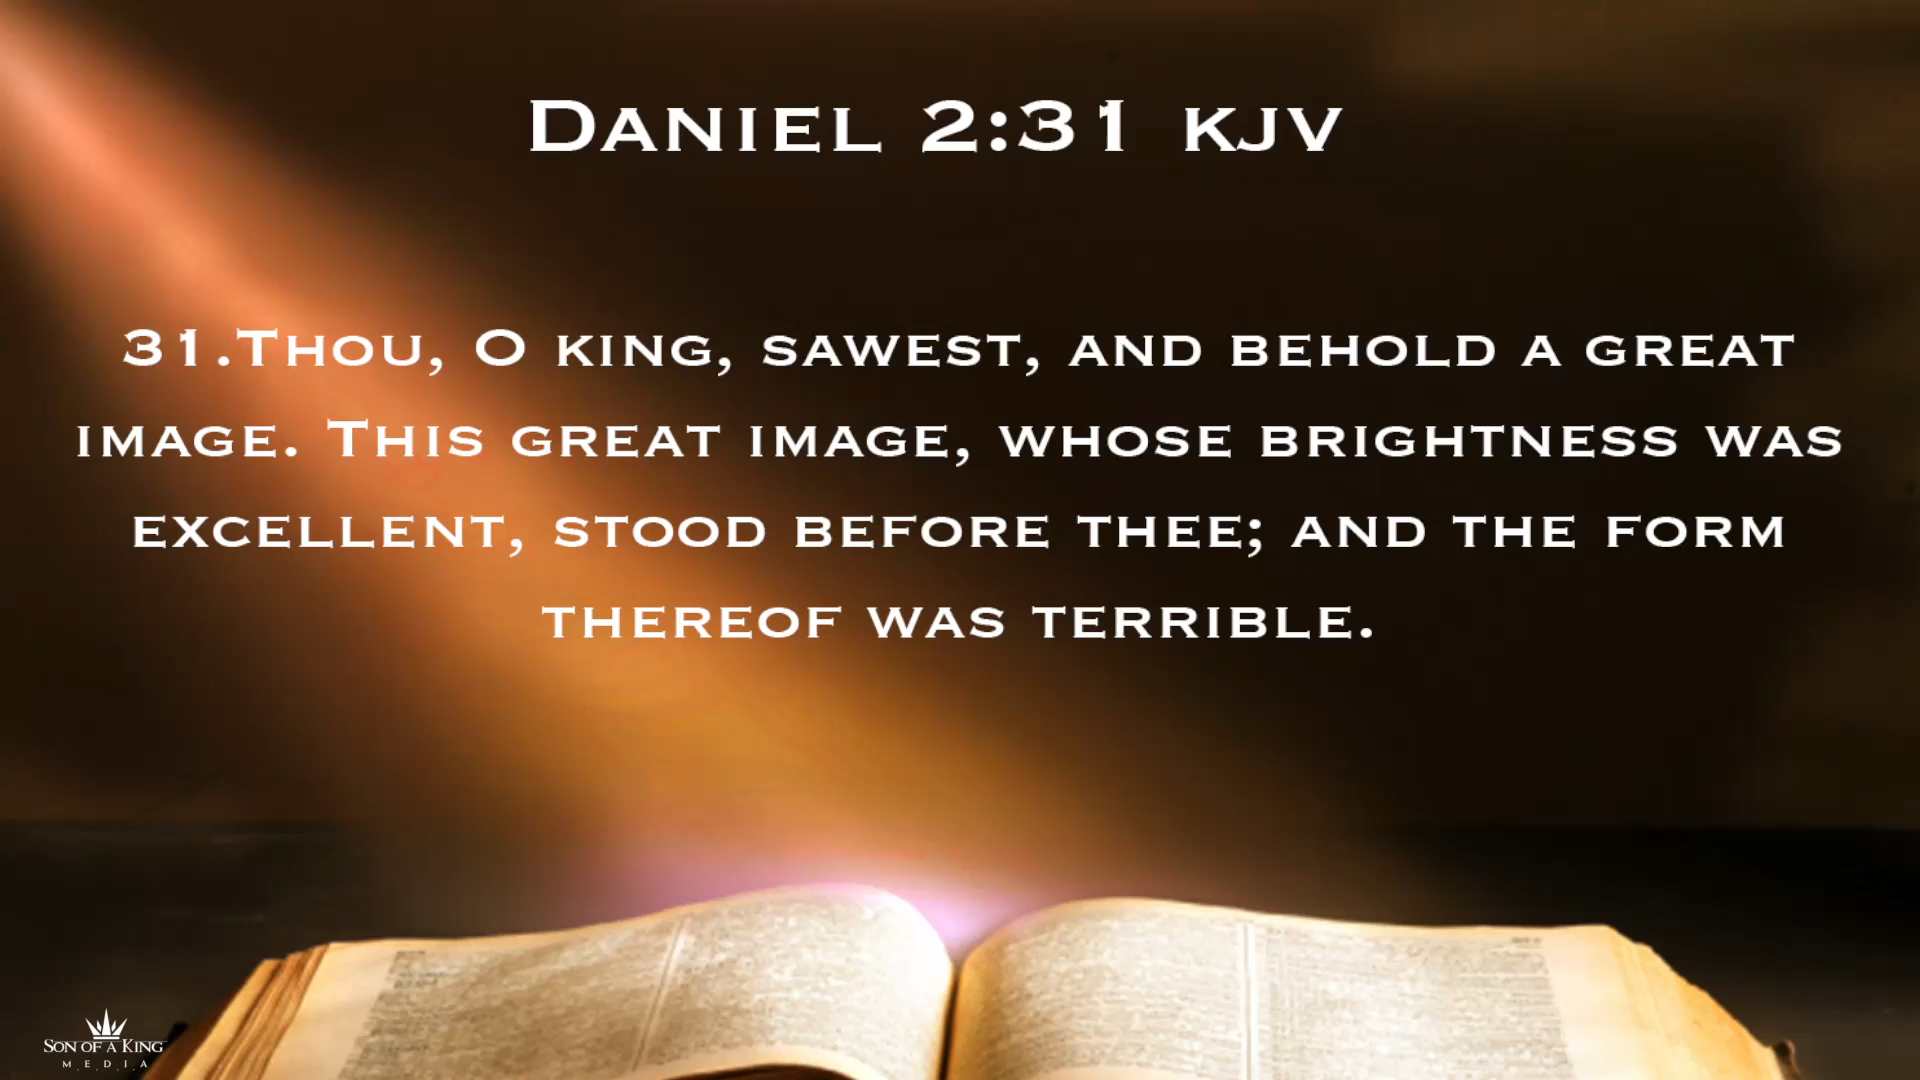 Daniel 2:31 KJV
31.Thou, O king, sawest, and behold a great
image. This great image, whose brightness was
excellent, stood before thee; and the form
thereof was terrible.
Son of a King
MEDIA